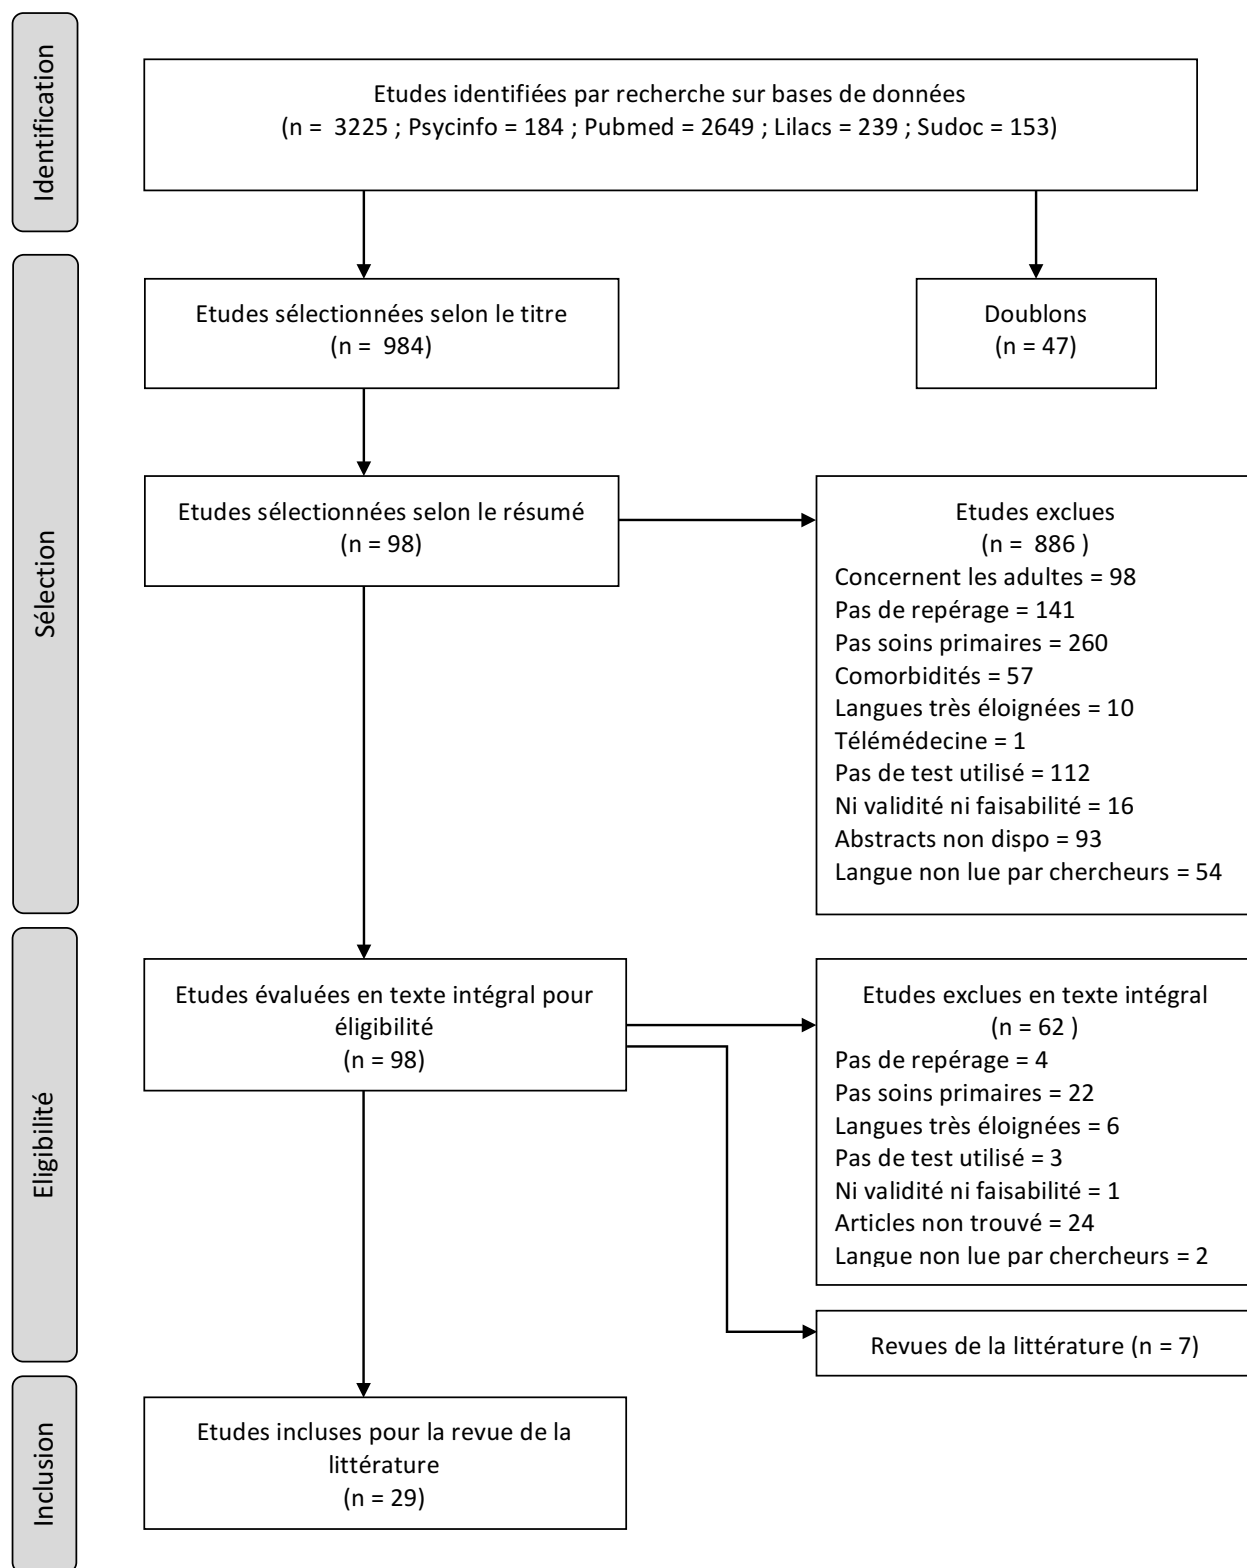 Identification
Etudes identifiées par recherche sur bases de données
(n = 3225 ; Psycinfo = 184 ; Pubmed = 2649 ; Lilacs = 239 ; Sudoc = 153)
Sélection
Etudes sélectionnées selon le titre
(n = 984)
Doublons
(n = 47)
Etudes sélectionnées selon le résumé
(n = 98)
Etudes exclues
(n = 886 )
Concernent les adultes = 98
Pas de repérage = 141
Pas soins primaires = 260
Comorbidités = 57
Langues très éloignées = 10
Télémédecine = 1
Pas de test utilisé = 112
Ni validité ni faisabilité = 16
Abstracts non dispo = 93
Langue non lue par chercheurs = 54
Eligibilité
Etudes évaluées en texte intégral pour
éligibilité
(n = 98)
Etudes exclues en texte intégral
(n = 62 )
Pas de repérage = 4
Pas soins primaires = 22
Langues très éloignées = 6
Pas de test utilisé = 3
Ni validité ni faisabilité = 1
Articles non trouvé = 24
Langue non lue par chercheurs = 2
Revues de la littérature (n = 7)
Inclusion
Etudes incluses pour la revue de la
littérature
(n = 29)